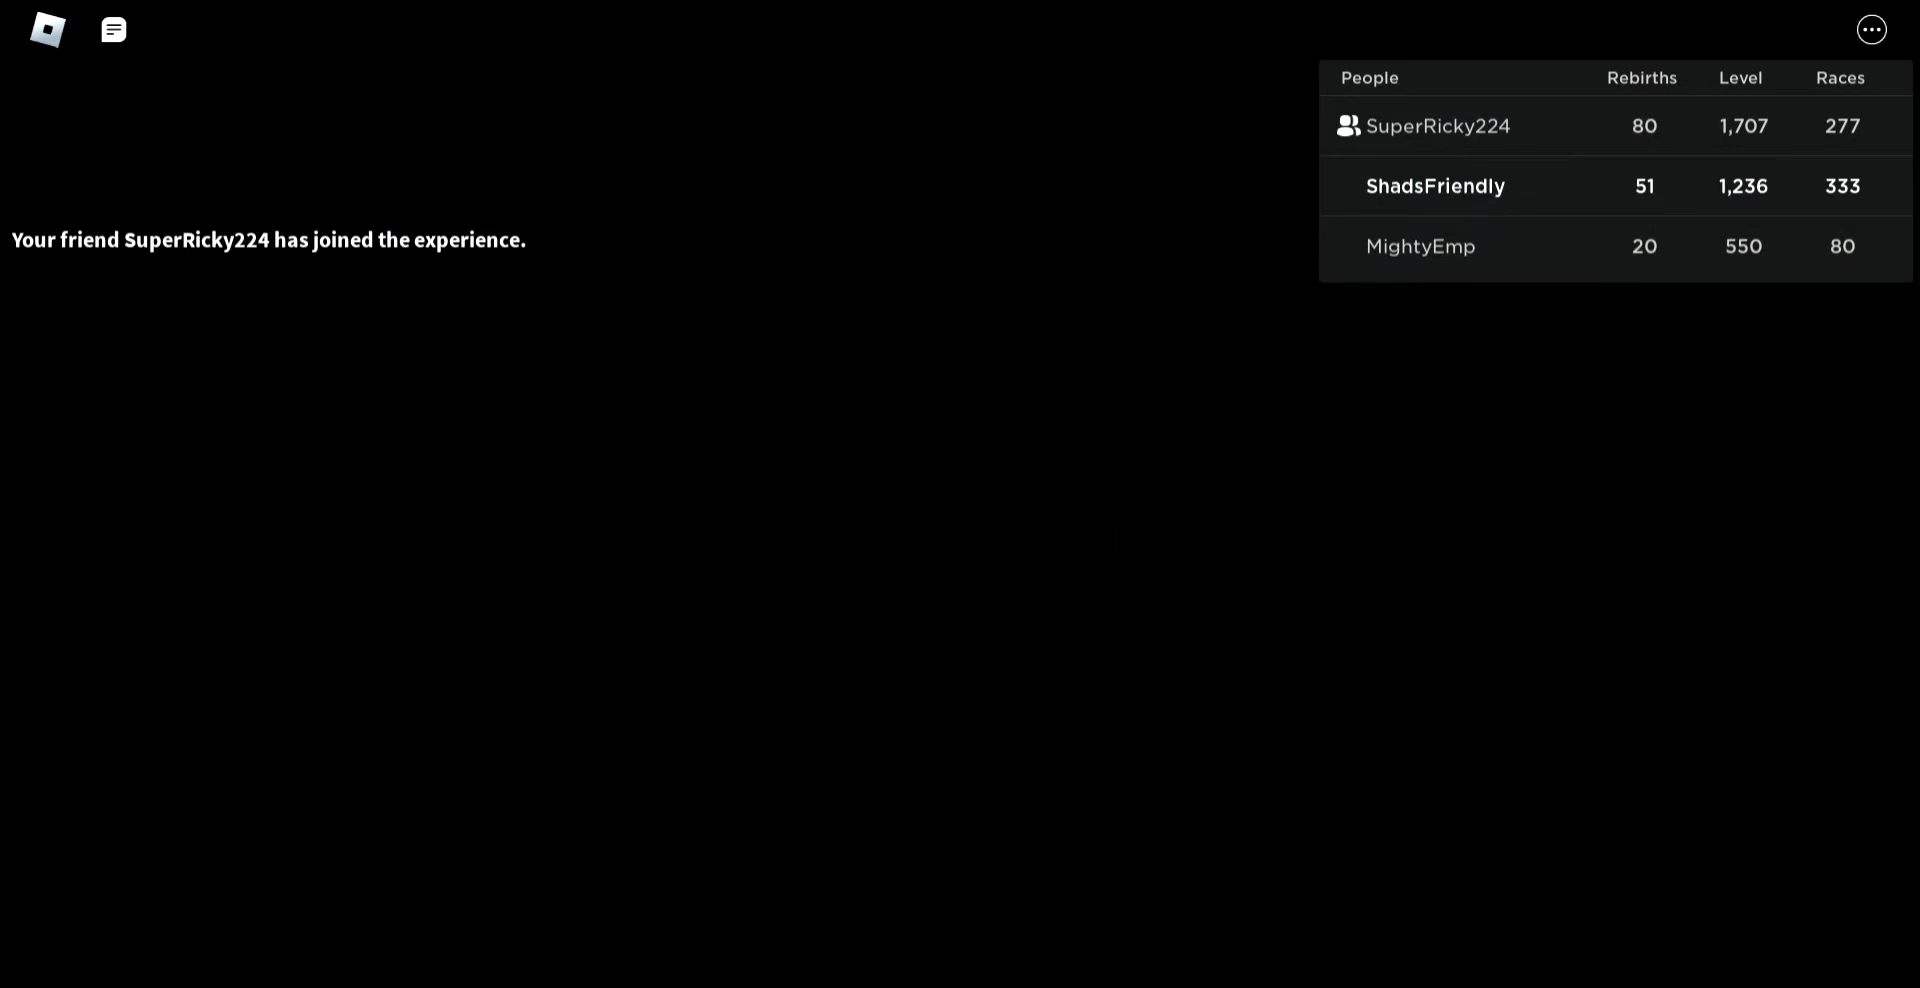 People Rebirths Level Races
SuperRicky224 80 1,707 277
ShadsFriendly 51 1,236 333
Your friend SuperRicky224 has joined the experience.
MightyEmp 20 550 80